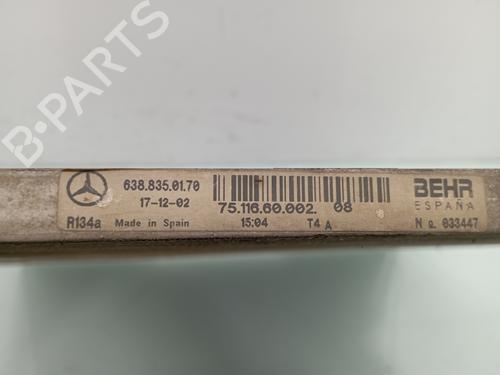 B-PARTS
638.835.01.70
17-12-02
R134a Made in Spain
75.116.60.002. 08
15:04 T4 A
BEHR
ESPAÑA
No. 633447